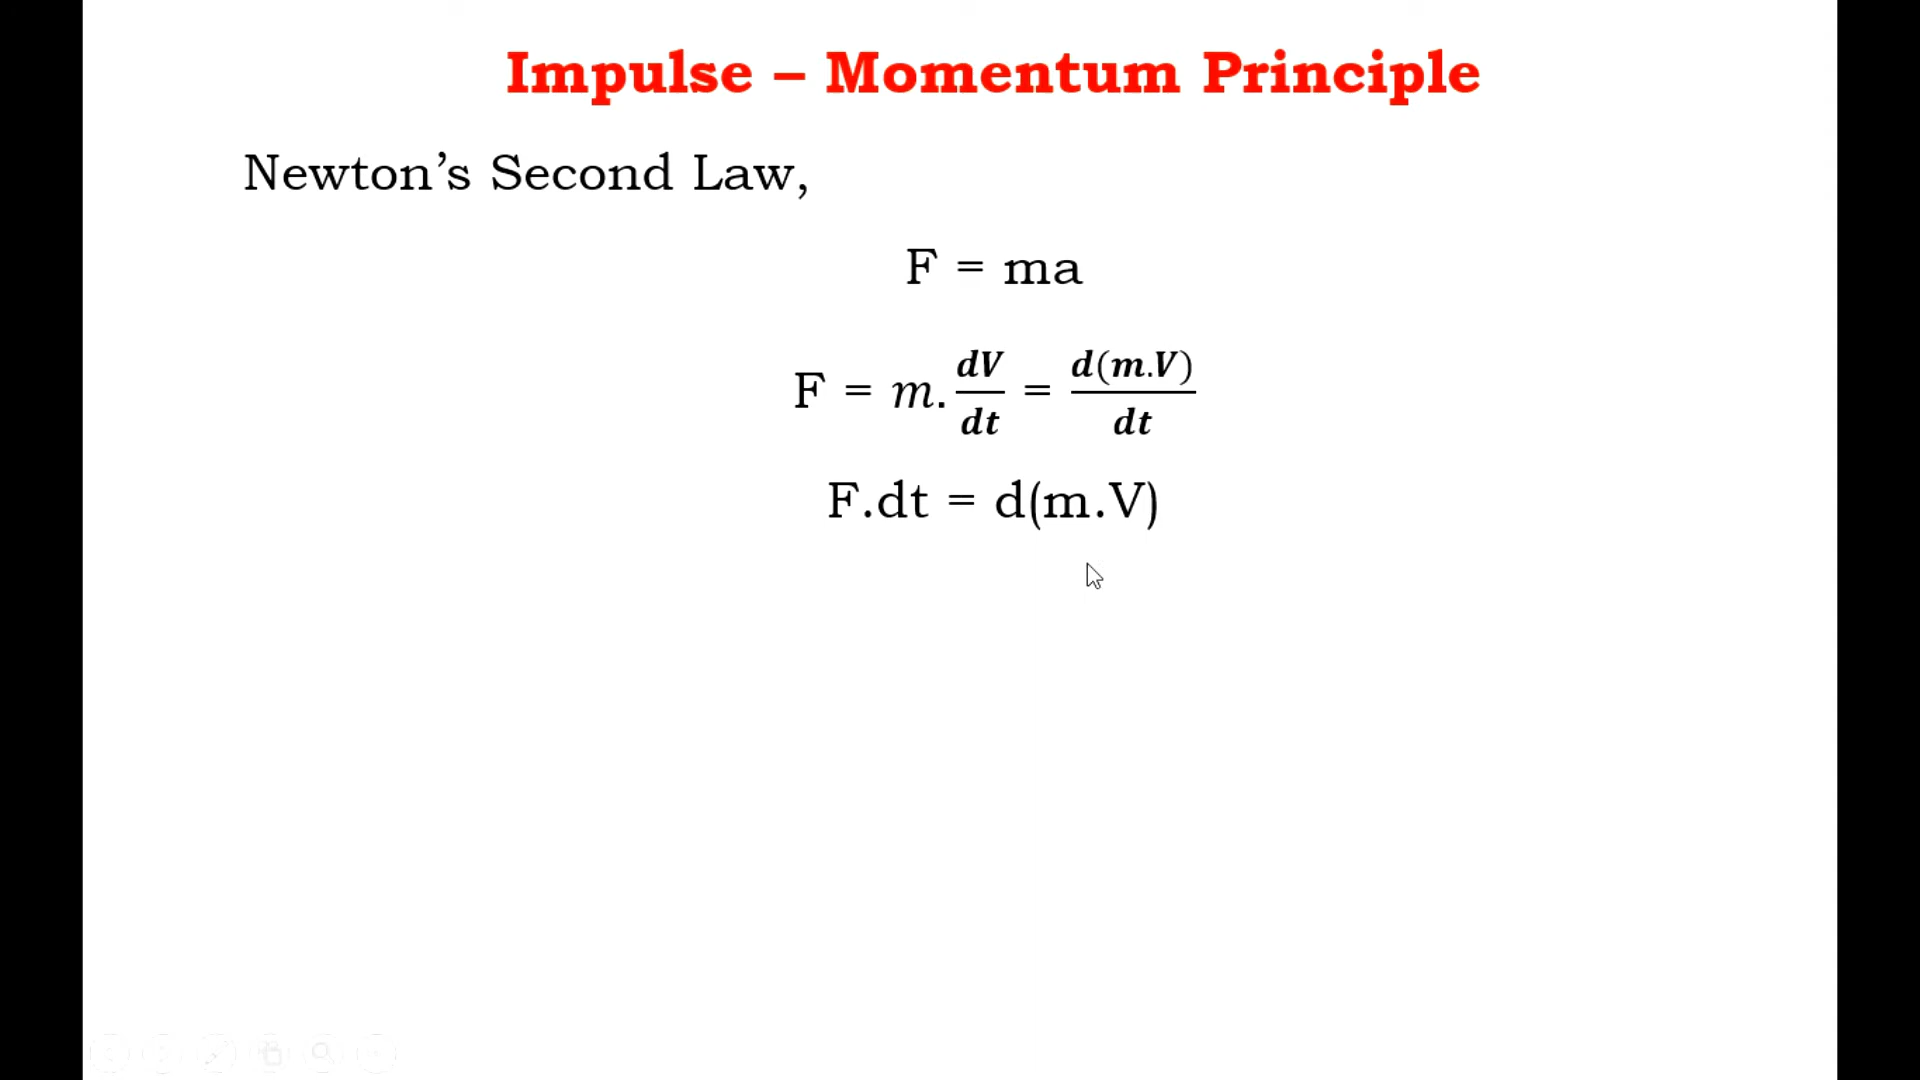 Impulse – Momentum Principle
Newton’s Second Law,
F = ma
F = m. dV/dt = d(m.V)/dt
F.dt = d(m.V)